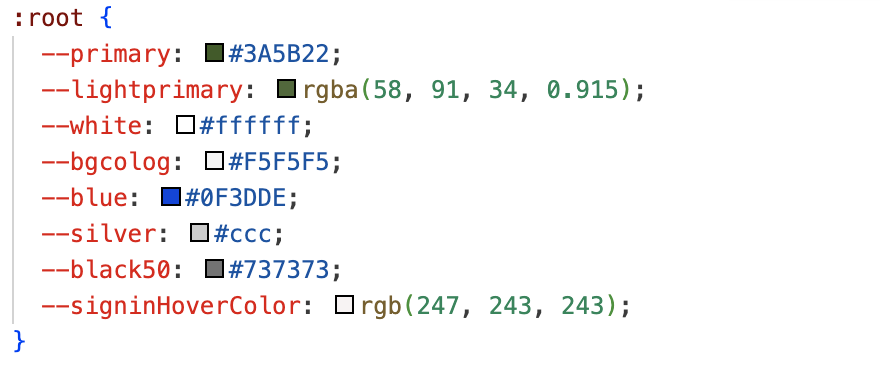 :root {
--primary: #3A5B22;
--lightprimary: rgba(58, 91, 34, 0.915);
--white: #ffffff;
--bgcolog: #F5F5F5;
--blue: #0F3DDE;
--silver: #ccc;
--black50: #737373;
--signinHoverColor: rgb(247, 243, 243);
}